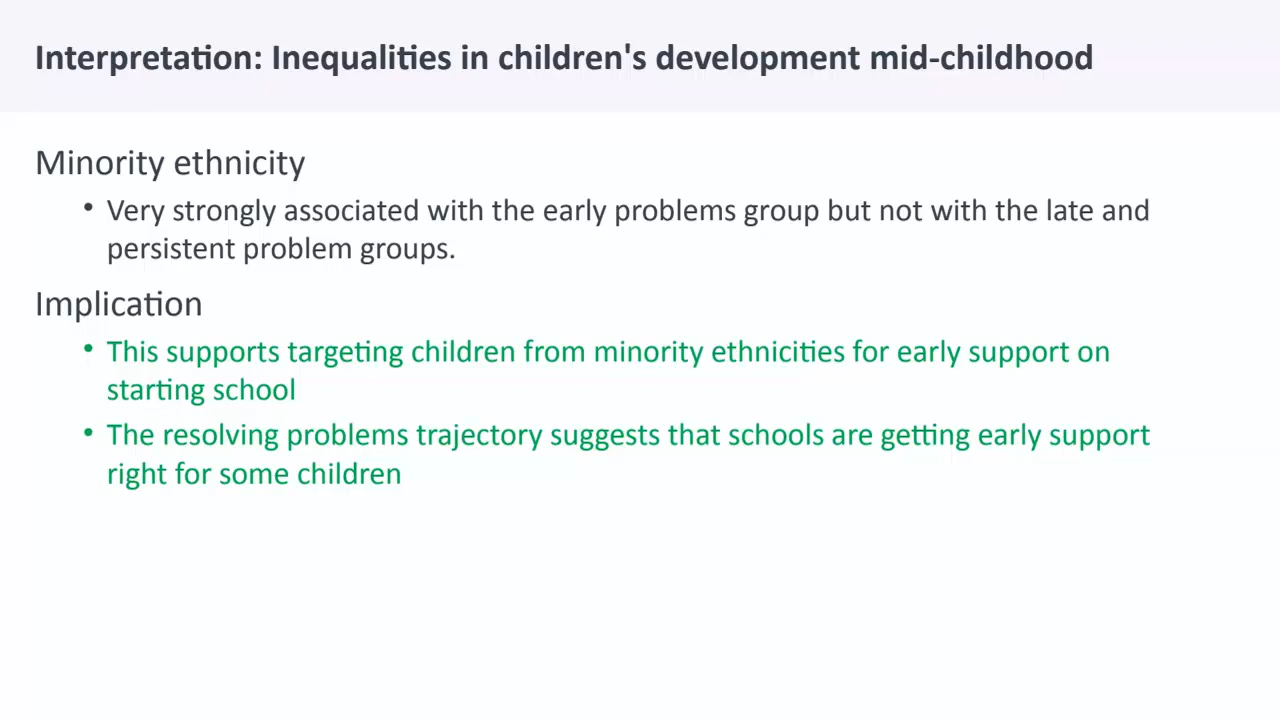 Interpretation: Inequalities in children's development mid-childhood
Minority ethnicity
• Very strongly associated with the early problems group but not with the late and
persistent problem groups.
Implication
• This supports targeting children from minority ethnicities for early support on
starting school
• The resolving problems trajectory suggests that schools are getting early support
right for some children